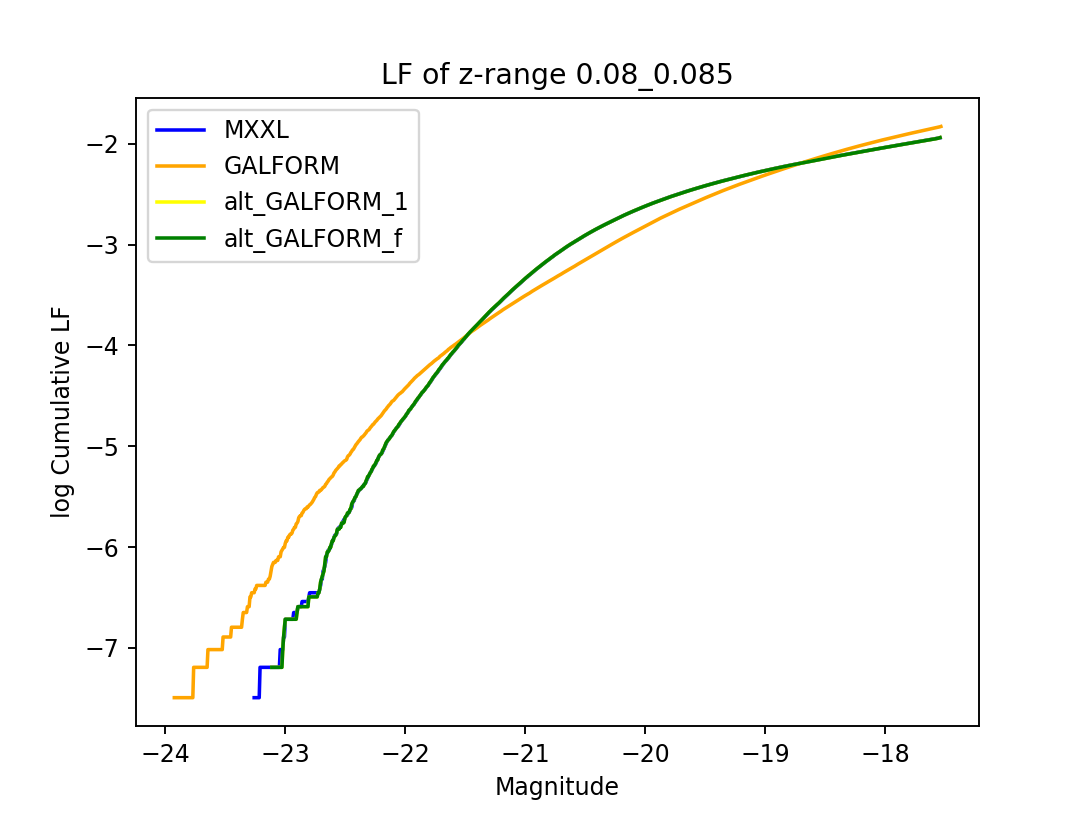 LF of z-range 0.08_0.085
MXXL
GALFORM
alt_GALFORM_1
alt_GALFORM_f
−2
−3
−4
−5
−6
−7
log Cumulative LF
−24
−23
−22
−21
−20
−19
−18
Magnitude